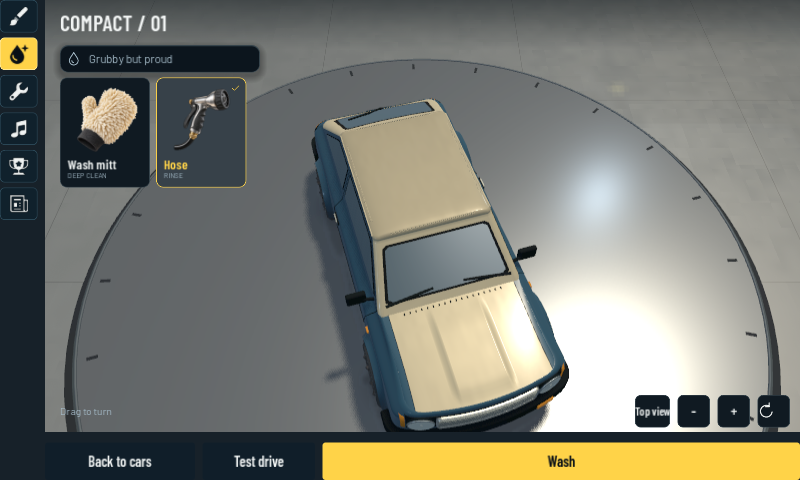 COMPACT / 01
Grubby but proud
Wash mitt
DEEP CLEAN
Hose
RINSE
Drag to turn
Top view
-
+
Back to cars
Test drive
Wash